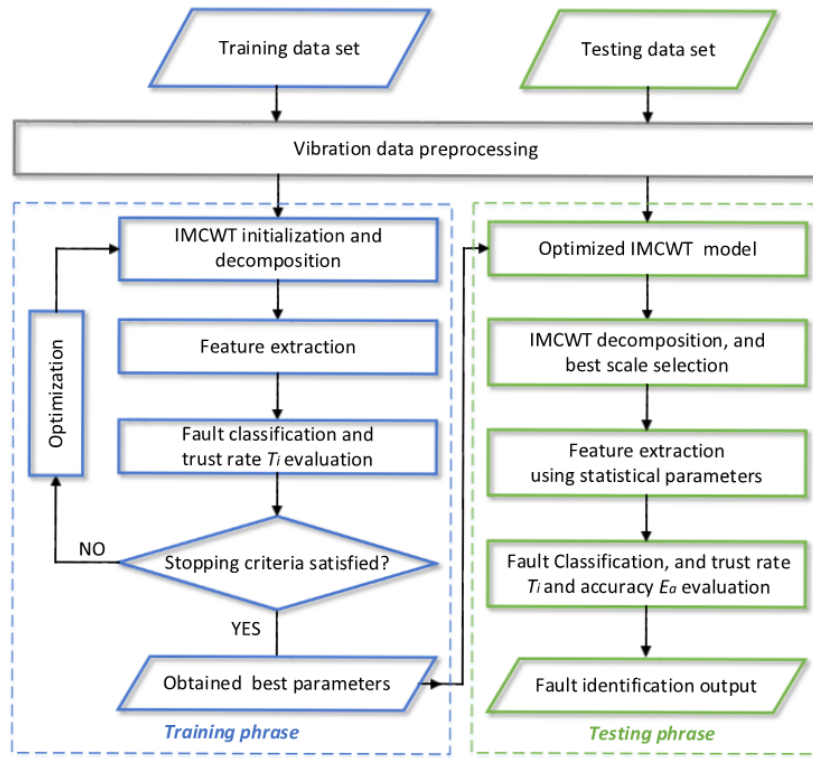 Training data set
Testing data set
Vibration data preprocessing
IMCWT initialization and
decomposition
Feature extraction
Fault classification and
trust rate Ti evaluation
Optimization
NO
Stopping criteria satisfied?
YES
Obtained best parameters
Training phrase
Optimized IMCWT model
IMCWT decomposition, and
best scale selection
Feature extraction
using statistical parameters
Fault Classification, and trust rate
Ti and accuracy Ea evaluation
Fault identification output
Testing phrase